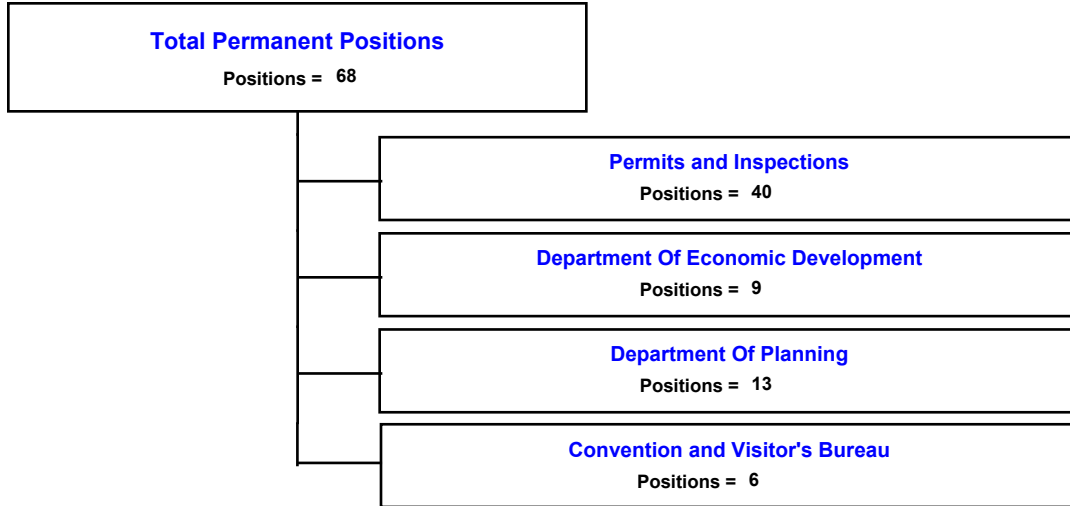 Total Permanent Positions
Positions = 68
Permits and Inspections
Positions = 40
Department Of Economic Development
Positions = 9
Department Of Planning
Positions = 13
Convention and Visitor's Bureau
Positions = 6